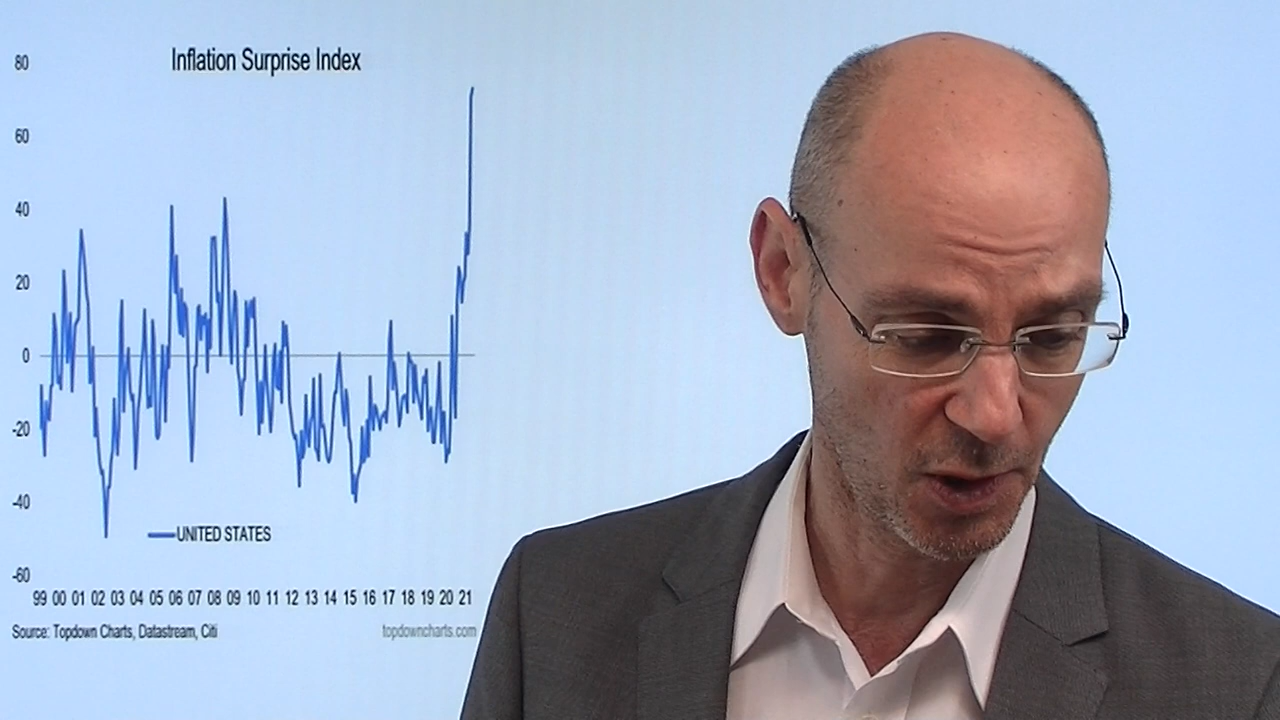 Inflation Surprise Index
80
60
40
20
0
-20
-40
-60
UNITED STATES
99 00 01 02 03 04 05 06 07 08 09 10 11 12 13 14 15 16 17 18 19 20 21
Source: Topdown Charts, Datastream, Citi
topdowncharts.com